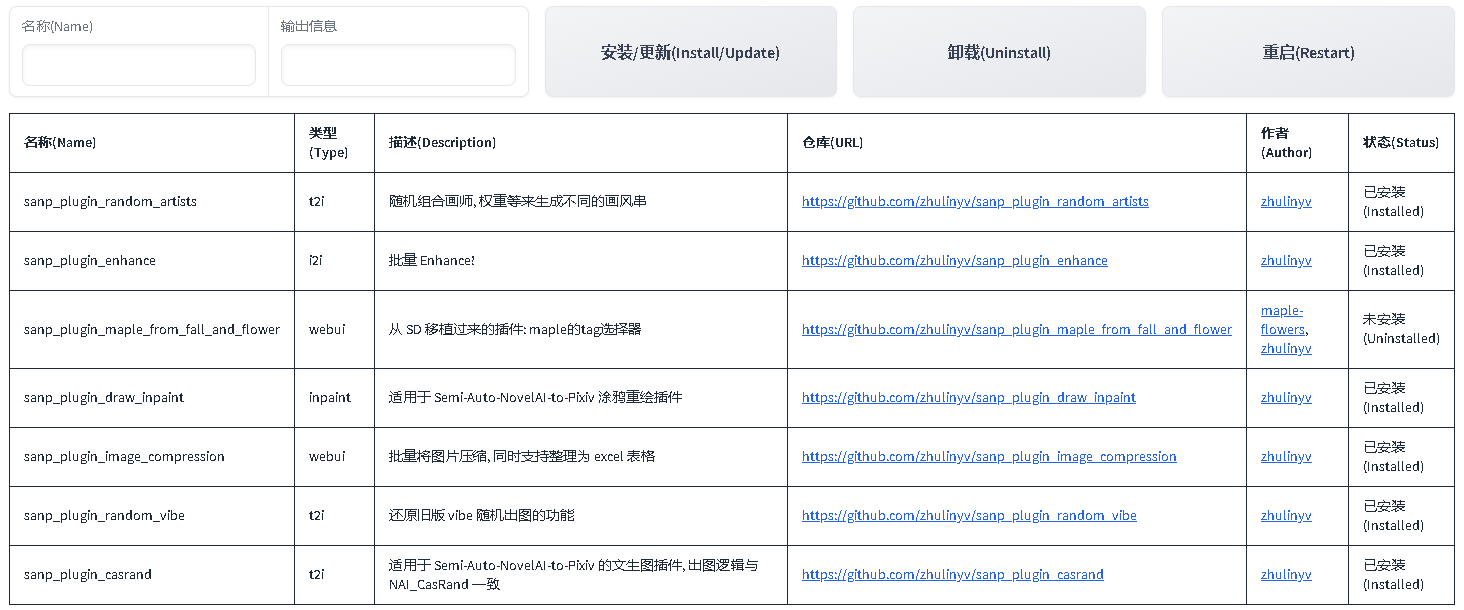 名称(Name)
输出信息
安装/更新(Install/Update)
卸载(Uninstall)
重启(Restart)
名称(Name)
类型
(Type)
描述(Description)
仓库(URL)
作者
(Author)
状态(Status)
sanp_plugin_random_artists
t2i
随机组合画师, 权重等来生成不同的画风串
https://github.com/zhulinyv/sanp_plugin_random_artists
zhulinyv
已安装
(Installed)
sanp_plugin_enhance
i2i
批量 Enhance?
https://github.com/zhulinyv/sanp_plugin_enhance
zhulinyv
已安装
(Installed)
sanp_plugin_maple_from_fall_and_flower
webui
从 SD 移植过来的插件: maple的tag选择器
https://github.com/zhulinyv/sanp_plugin_maple_from_fall_and_flower
maple-
flowers,
zhulinyv
未安装
(Uninstalled)
sanp_plugin_draw_inpaint
inpaint
适用于 Semi-Auto-NovelAI-to-Pixiv 涂鸦重绘插件
https://github.com/zhulinyv/sanp_plugin_draw_inpaint
zhulinyv
已安装
(Installed)
sanp_plugin_image_compression
webui
批量将图片压缩, 同时支持整理为 excel 表格
https://github.com/zhulinyv/sanp_plugin_image_compression
zhulinyv
已安装
(Installed)
sanp_plugin_random_vibe
t2i
还原旧版 vibe 随机出图的功能
https://github.com/zhulinyv/sanp_plugin_random_vibe
zhulinyv
已安装
(Installed)
sanp_plugin_casrand
t2i
适用于 Semi-Auto-NovelAI-to-Pixiv 的文生图插件, 出图逻辑与
NAI_CasRand 一致
https://github.com/zhulinyv/sanp_plugin_casrand
zhulinyv
已安装
(Installed)